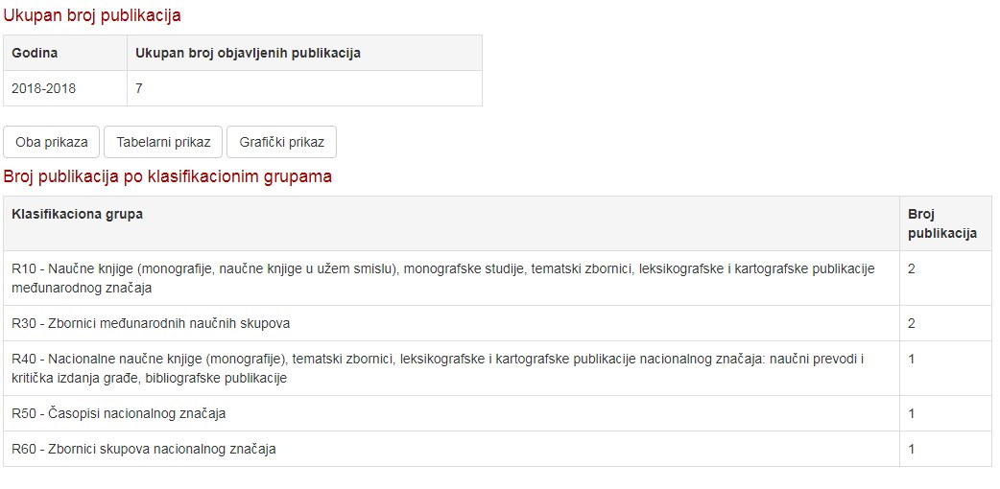 Ukupan broj publikacija
Godina Ukupan broj objavljenih publikacija
2018-2018 7
Oba prikaza Tabelarni prikaz Grafički prikaz
Broj publikacija po klasifikacionim grupama
Klasifikaciona grupa Broj
publikacija
R10 - Naučne knjige (monografije, naučne knjige u užem smislu), monografske studije, tematski zbornici, leksikografske i kartografske publikacije 2
međunarodnog značaja
R30 - Zbornici međunarodnih naučnih skupova 2
R40 - Nacionalne naučne knjige (monografije), tematski zbornici, leksikografske i kartografske publikacije nacionalnog značaja: naučni prevodi i 1
kritička izdanja građe, bibliografske publikacije
R50 - Časopisi nacionalnog značaja 1
R60 - Zbornici skupova nacionalnog značaja 1